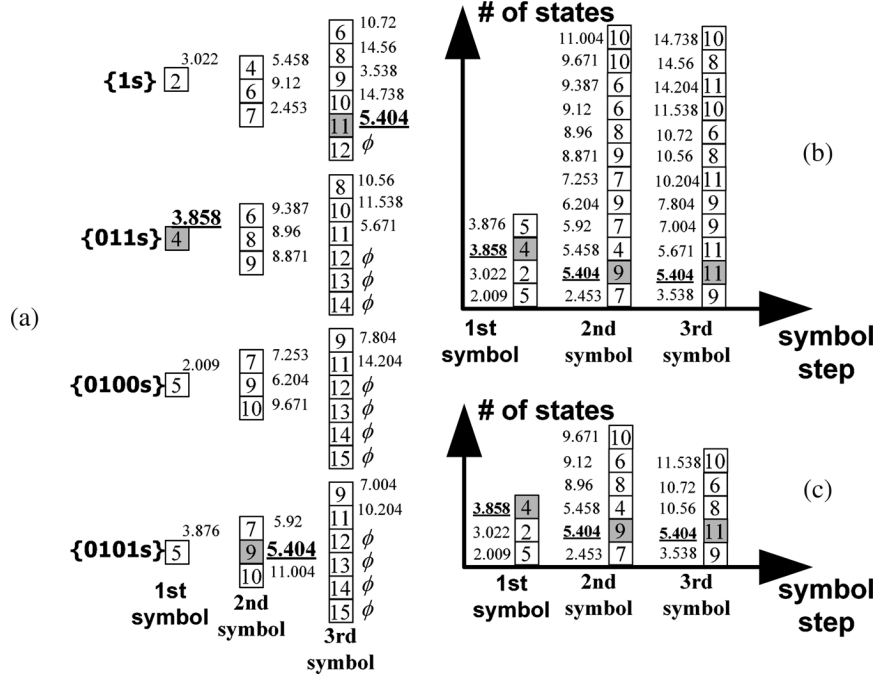 (a)
{1s}
3.022
2
4 5.458
6 9.12
7 2.453
6 10.72
8 14.56
9 3.538
10 14.738
11 5.404
12 ϕ
{011s}
3.858
4
6 9.387
8 8.96
9 8.871
8 10.56
10 11.538
11 5.671
12 ϕ
13 ϕ
14 ϕ
{0100s}
2.009
5
7 7.253
9 6.204
10 9.671
9 7.804
11 14.204
12 ϕ
13 ϕ
14 ϕ
15 ϕ
{0101s}
3.876
5
7 5.92
9 5.404
10 11.004
9 7.004
11 10.204
12 ϕ
13 ϕ
14 ϕ
15 ϕ
1st
symbol
2nd
symbol
3rd
symbol
(b)
# of states
3.876 5
3.858 4
3.022 2
2.009 5
11.004 10
9.671 10
9.387 6
9.12 6
8.96 8
8.871 9
7.253 7
6.204 9
5.92 7
5.458 4
5.404 9
2.453 7
14.738 10
14.56 8
14.204 11
11.538 10
10.72 6
10.56 8
10.204 11
7.804 9
7.004 9
5.671 11
5.404 11
3.538 9
1st
symbol
2nd
symbol
3rd
symbol
symbol
step
(c)
# of states
3.858 4
3.022 2
2.009 5
9.671 10
9.12 6
8.96 8
5.458 4
5.404 9
2.453 7
11.538 10
10.72 6
10.56 8
5.404 11
3.538 9
1st
symbol
2nd
symbol
3rd
symbol
symbol
step